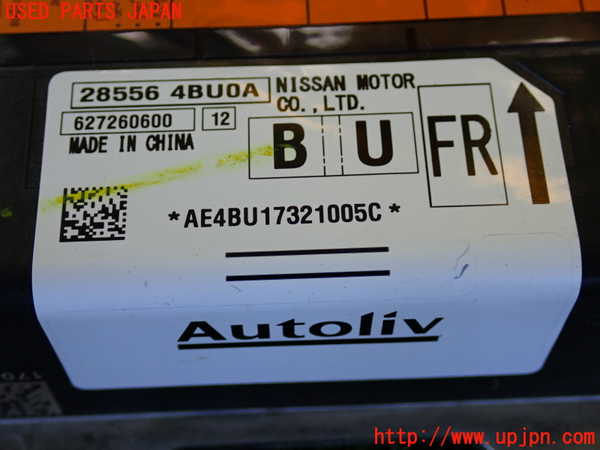 USED PARTS JAPAN
28556 4BU0A
NISSAN MOTOR
CO.,LTD.
627260600
12
MADE IN CHINA
B U
FR
*AE4BU17321005C*
Autoliv
http://www.upjpn.com/